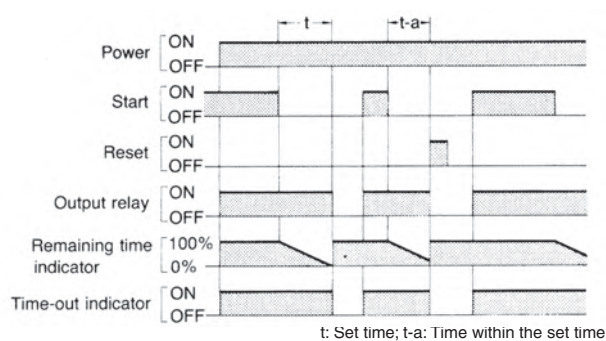 t
t-a
Power
ON
OFF
Start
ON
OFF
Reset
ON
OFF
Output relay
ON
OFF
Remaining time
indicator
100%
0%
Time-out indicator
ON
OFF
t: Set time; t-a: Time within the set time